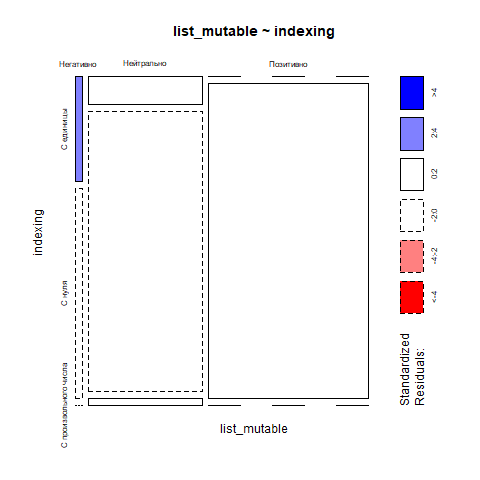 list_mutable ~ indexing
Негативно
Нейтрально
Позитивно
С единицы
С нуля
С произвольного числа
indexing
list_mutable
>4
2:4
0:2
-2:0
-4:-2
<-4
Standardized
Residuals: